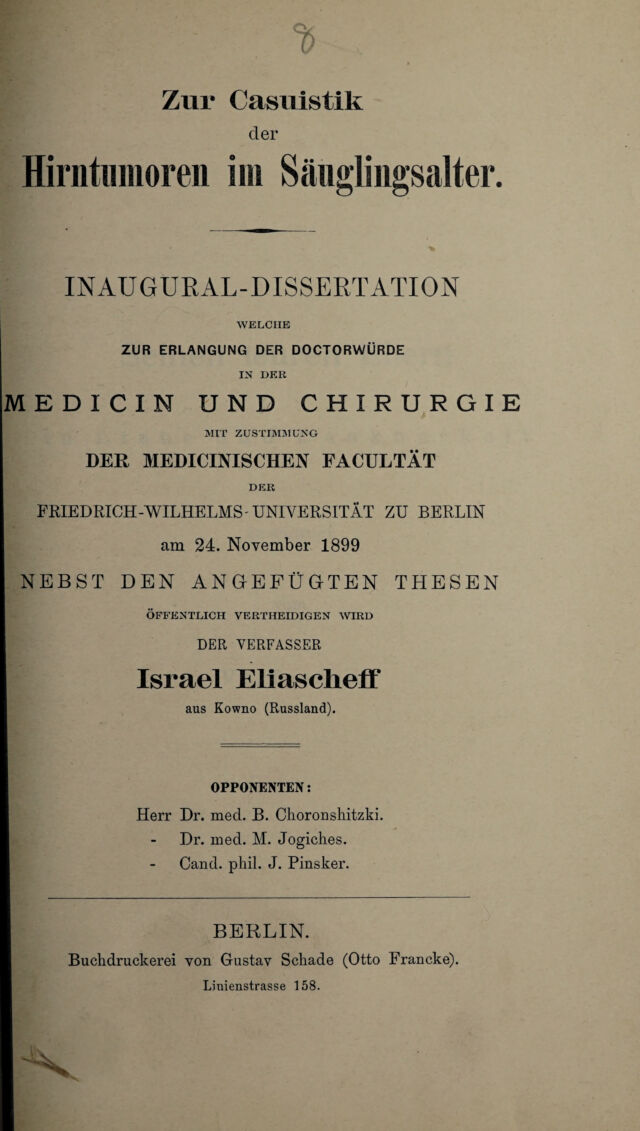 8
Zur Casuistik
der
Hirntumoren im Säuglingsalter.
INAUGURAL-DISSERTATION
WELCHE
ZUR ERLANGUNG DER DOCTORWÜRDE
IN DER
MEDICIN UND CHIRURGIE
MIT ZUSTIMMUNG
DER MEDICINISCHEN FACULTÄT
DER
FRIEDRICH-WILHELMS-UNIVERSITÄT ZU BERLIN
am 24. November 1899
NEBST DEN ANGEFÜGTEN THESEN
ÖFFENTLICH VERTHEIDIGEN WIRD
DER VERFASSER
Israel Eliascheff
aus Kowno (Russland).
OPPONENTEN:
Herr Dr. med. B. Choronshitzki.
- Dr. med. M. Jogiches.
- Cand. phil. J. Pinsker.
BERLIN.
Buchdruckerei von Gustav Schade (Otto Francke).
Linienstrasse 158.